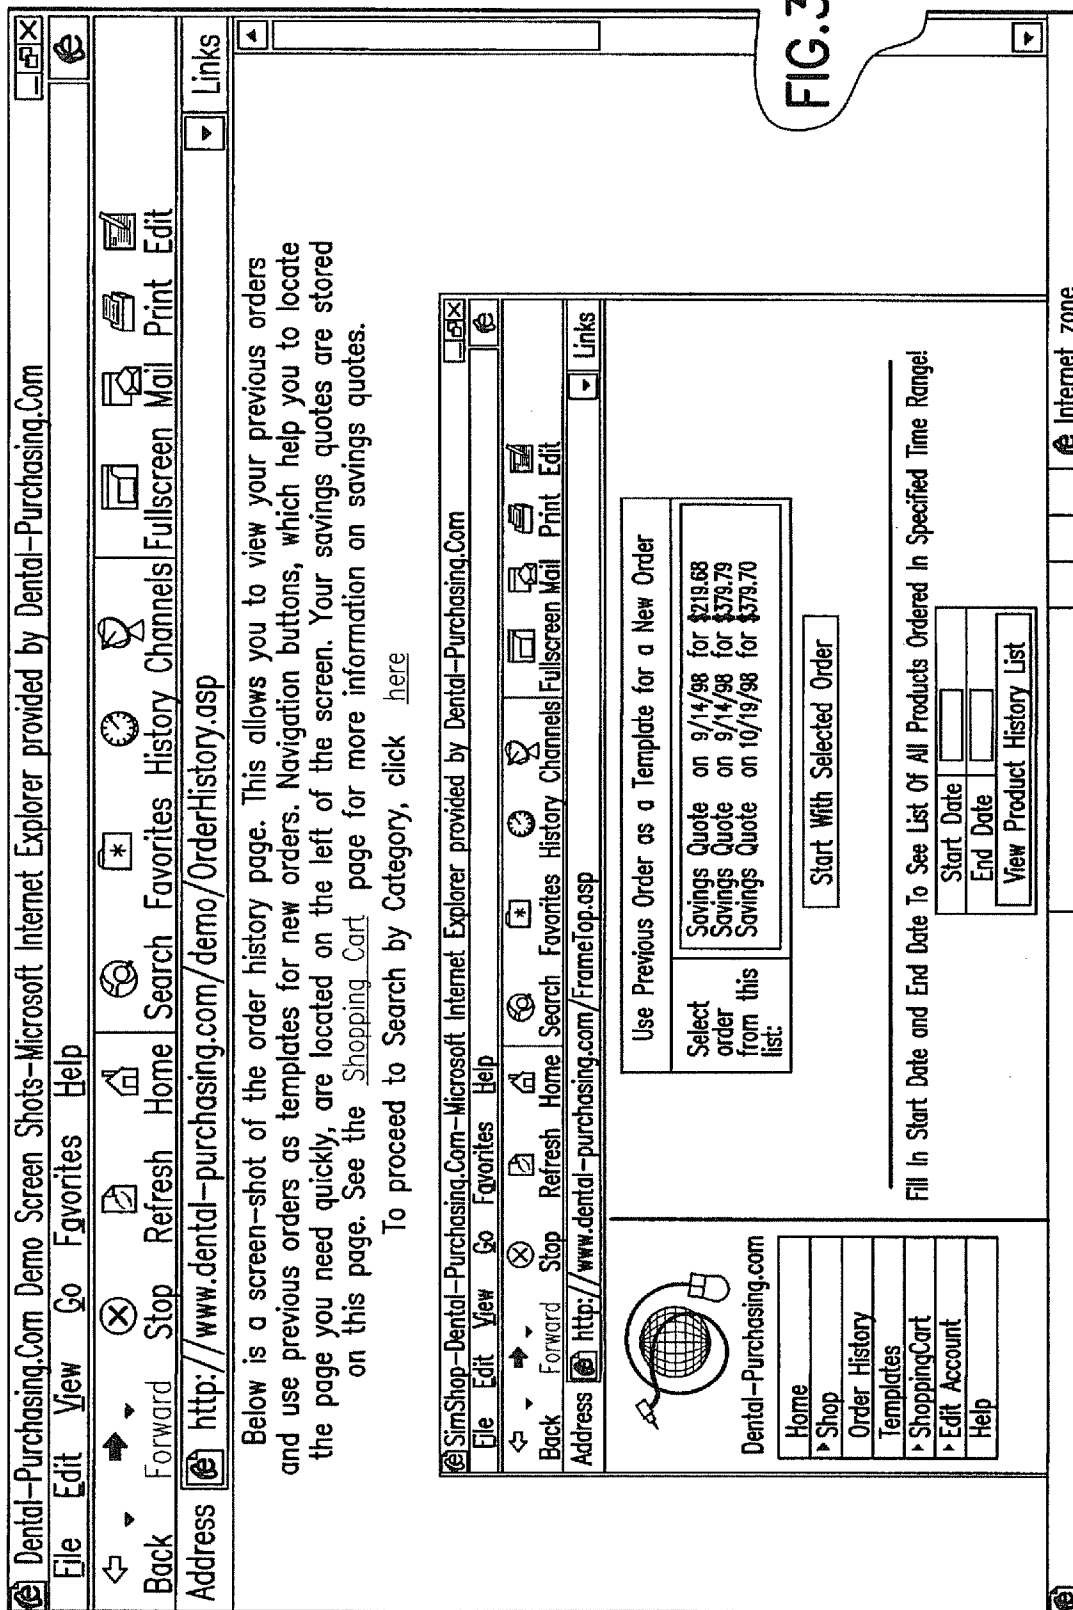 Dental-Purchasing.Com Demo Screen Shots-Microsoft Internet Explorer provided by Dental-Purchasing.Com
File Edit View Go Favorites Help
Back Forward Stop Refresh Home Search Favorites History Channels Fullscreen Mail Print Edit
Address http://www.dental-purchasing.com/demo/OrderHistory.asp Links
Below is a screen-shot of the order history page. This allows you to view your previous orders
and use previous orders as templates for new orders. Navigation buttons, which help you to locate
the page you need quickly, are located on the left of the screen. Your savings quotes are stored
on this page. See the Shopping Cart page for more information on savings quotes.
To proceed to Search by Category, click here
SimShop-Dental-Purchasing.Com-Microsoft Internet Explorer provided by Dental-Purchasing.Com
File Edit View Go Favorites Help
Back Forward Stop Refresh Home Search Favorites History Channels Fullscreen Mail Print Edit
Address http://www.dental-purchasing.com/FrameTop.asp Links
Dental-Purchasing.com
Home
Shop
Order History
Templates
ShoppingCart
Edit Account
Help
Use Previous Order as a Template for a New Order
Select
order
from this
list:
Savings Quote on 9/14/98 for $219.68
Savings Quote on 9/14/98 for $379.79
Savings Quote on 10/19/98 for $379.70
Start With Selected Order
Fill In Start Date and End Date To See List Of All Products Ordered In Specified Time Range!
Start Date
End Date
View Product History List
Internet zone
FIG.3